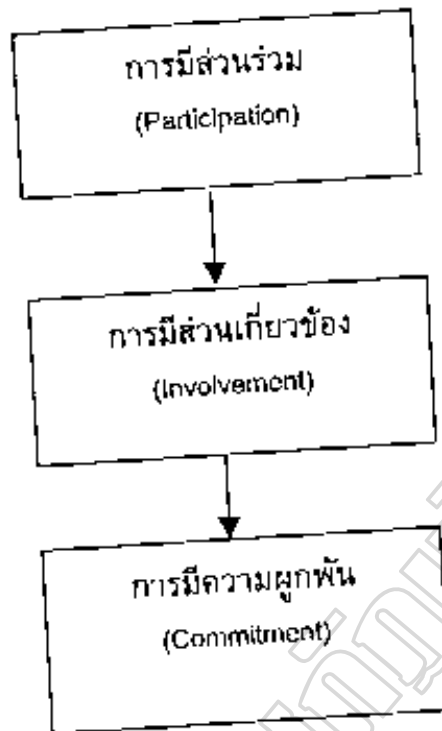 การมีส่วนร่วม
(Participation)
การมีส่วนเกี่ยวข้อง
(Involvement)
การมีความผูกพัน
(Commitment)